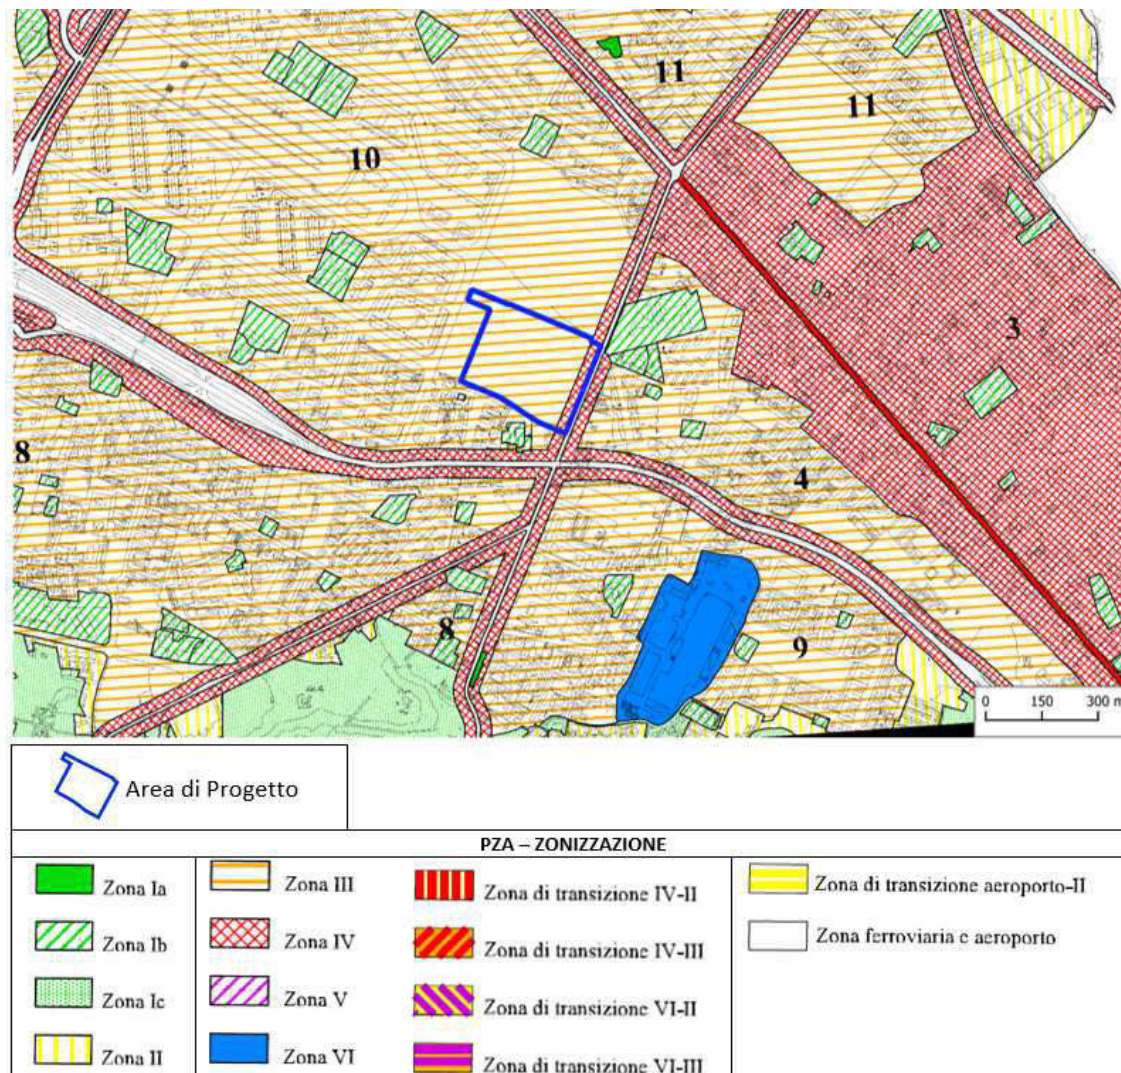 11
11
10
3
8
4
8
9
0 150 300 m
Area di Progetto
PZA – ZONIZZAZIONE
Zona Ia
Zona Ib
Zona Ic
Zona II
Zona III
Zona IV
Zona V
Zona VI
Zona di transizione IV-II
Zona di transizione IV-III
Zona di transizione VI-II
Zona di transizione VI-III
Zona di transizione aeroporto-II
Zona ferroviaria e aeroporto